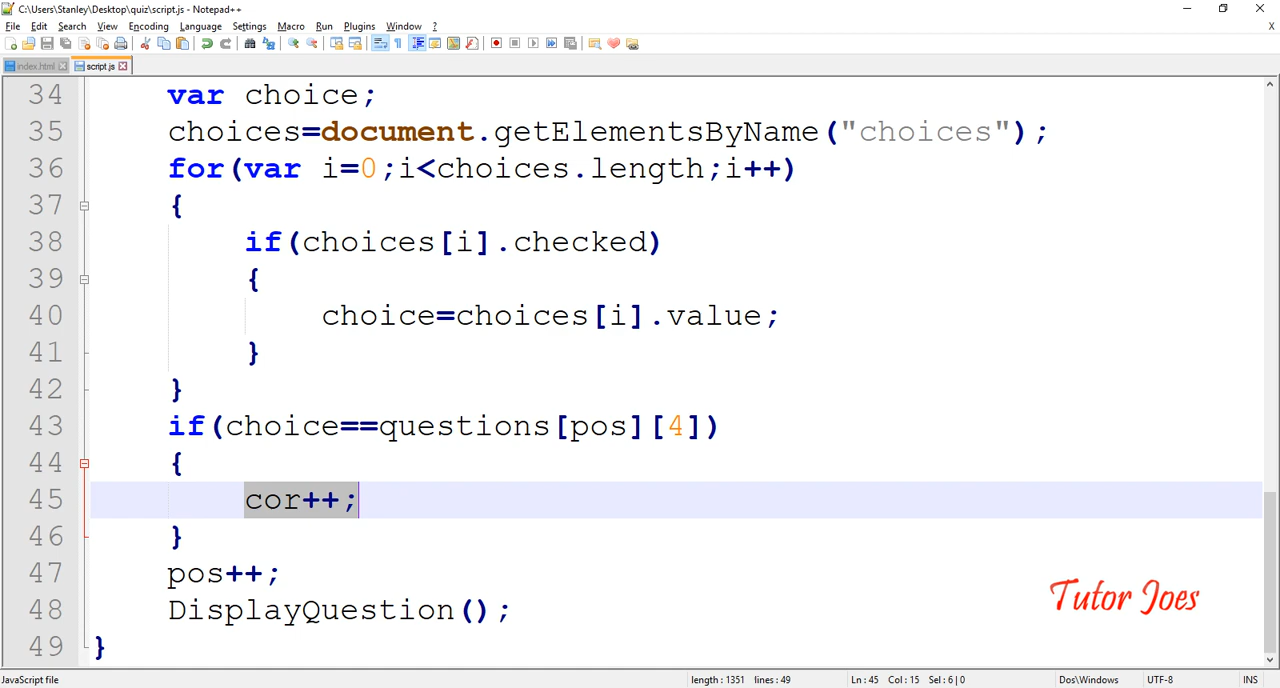 C:\Users\Stanley\Desktop\quiz\script.js - Notepad++
File Edit Search View Encoding Language Settings Macro Run Plugins Window ?
X
index.html script.js
34 var choice;
35 choices=document.getElementsByName("choices");
36 for(var i=0;i<choices.length;i++)
37 {
38 if(choices[i].checked)
39 {
40 choice=choices[i].value;
41 }
42 }
43 if(choice==questions[pos][4])
44 {
45 cor++;
46 }
47 pos++;
48 DisplayQuestion();
49 }
Tutor Joes
JavaScript file length : 1351 lines : 49 Ln : 45 Col : 15 Sel : 6 | 0 Dos\Windows UTF-8 INS